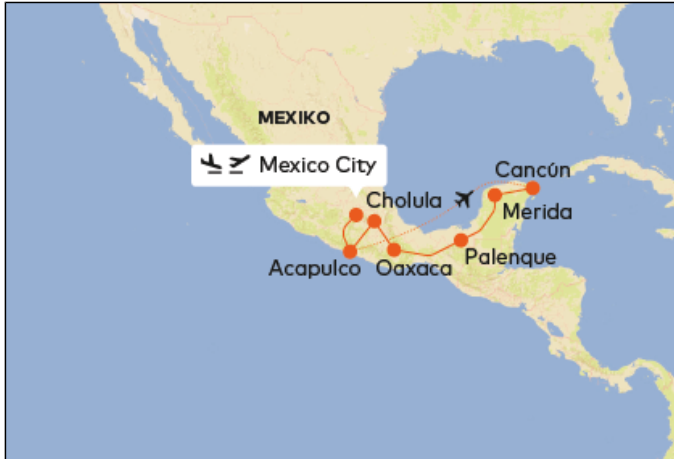 MEXIKO
Mexico City
Cancún
Cholula
Merida
Palenque
Acapulco
Oaxaca